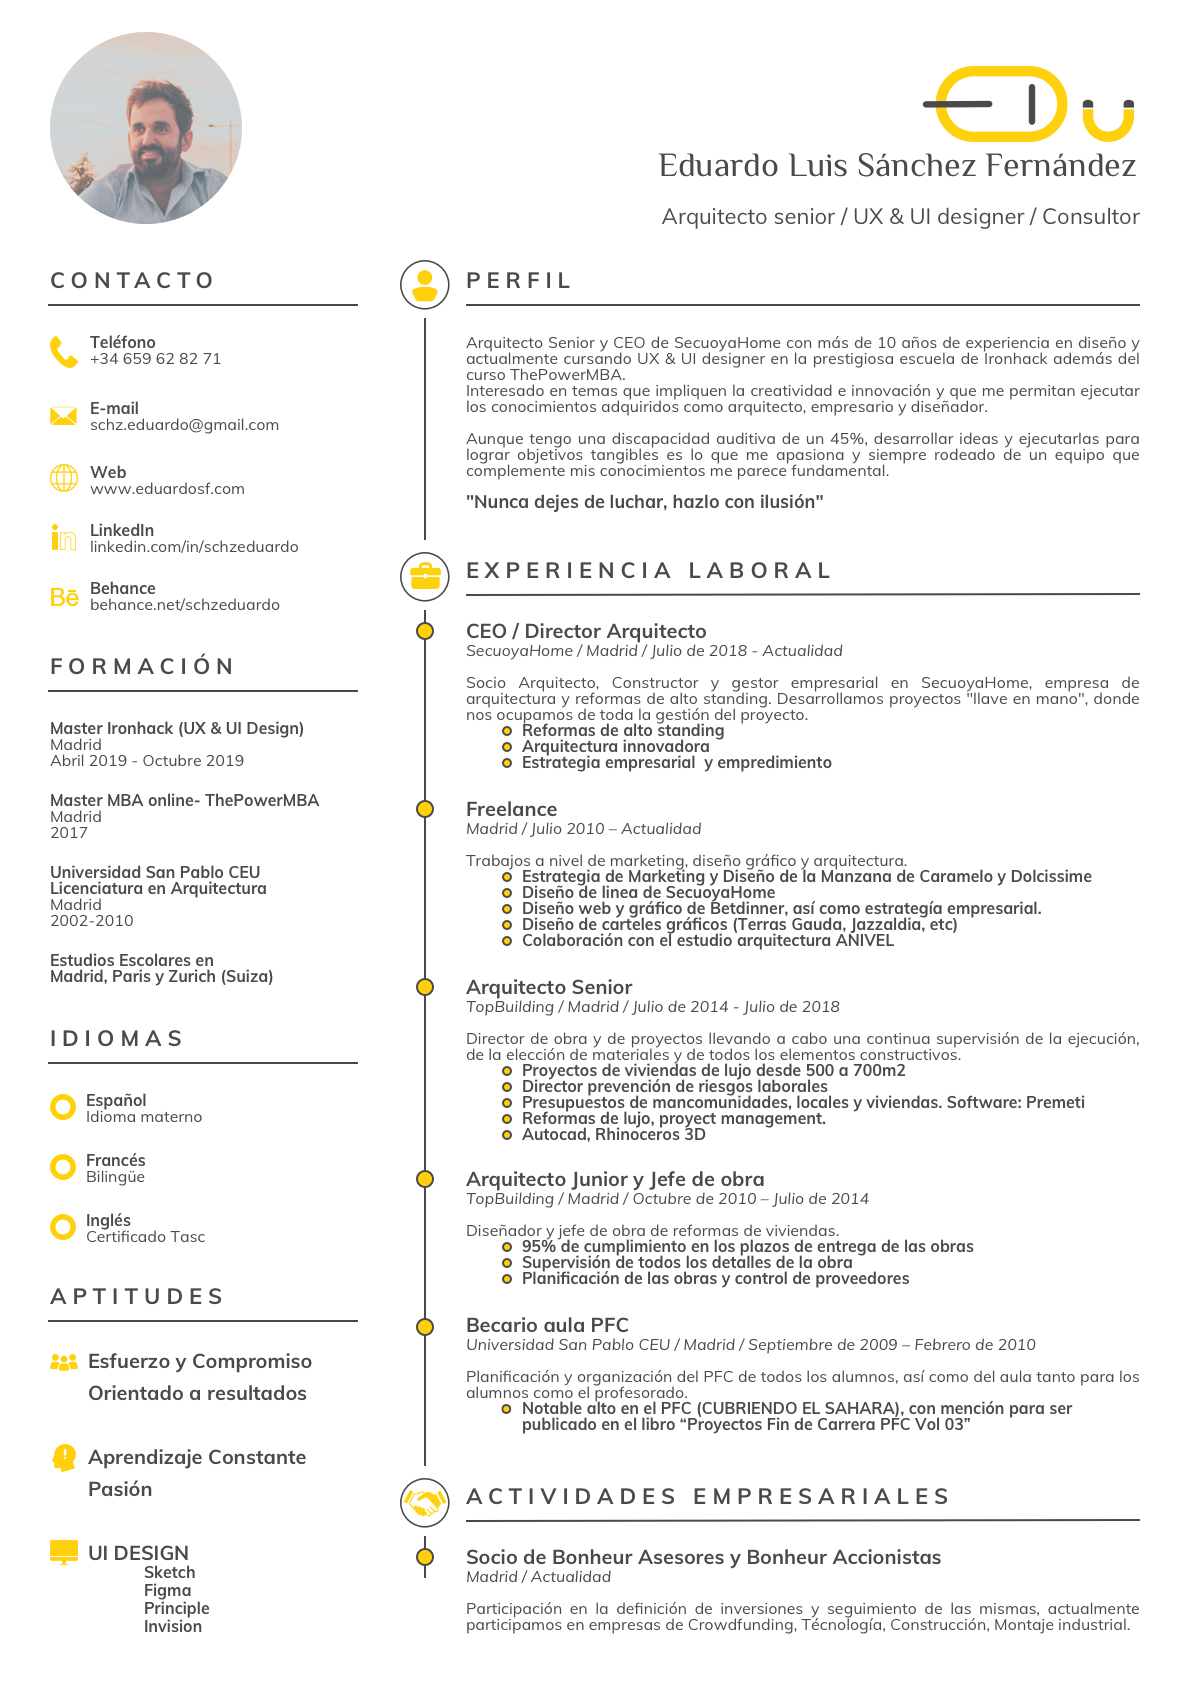 Edu
Eduardo Luis Sánchez Fernández
Arquitecto senior / UX & UI designer / Consultor
CONTACTO
Teléfono
+34 659 62 82 71
E-mail
schz.eduardo@gmail.com
Web
www.eduardosf.com
in
LinkedIn
linkedin.com/in/schzeduardo
Bē
Behance
behance.net/schzeduardo
FORMACIÓN
Master Ironhack (UX & UI Design)
Madrid
Abril 2019 - Octubre 2019
Master MBA online- ThePowerMBA
Madrid
2017
Universidad San Pablo CEU
Licenciatura en Arquitectura
Madrid
2002-2010
Estudios Escolares en
Madrid, Paris y Zurich (Suiza)
IDIOMAS
Español
Idioma materno
Francés
Bilingüe
Inglés
Certificado Tasc
APTITUDES
Esfuerzo y Compromiso
Orientado a resultados
Aprendizaje Constante
Pasión
UI DESIGN
Sketch
Figma
Principle
Invision
PERFIL
Arquitecto Senior y CEO de SecuoyaHome con más de 10 años de experiencia en diseño y
actualmente cursando UX & UI designer en la prestigiosa escuela de Ironhack además del
curso ThePowerMBA.
Interesado en temas que impliquen la creatividad e innovación y que me permitan ejecutar
los conocimientos adquiridos como arquitecto, empresario y diseñador.
Aunque tengo una discapacidad auditiva de un 45%, desarrollar ideas y ejecutarlas para
lograr objetivos tangibles es lo que me apasiona y siempre rodeado de un equipo que
complemente mis conocimientos me parece fundamental.
"Nunca dejes de luchar, hazlo con ilusión"
EXPERIENCIA LABORAL
CEO / Director Arquitecto
SecuoyaHome / Madrid / Julio de 2018 - Actualidad
Socio Arquitecto, Constructor y gestor empresarial en SecuoyaHome, empresa de
arquitectura y reformas de alto standing. Desarrollamos proyectos "llave en mano", donde
nos ocupamos de toda la gestión del proyecto.
Reformas de alto standing
Arquitectura innovadora
Estrategia empresarial y empredimiento
Freelance
Madrid / Julio 2010 – Actualidad
Trabajos a nivel de marketing, diseño gráfico y arquitectura.
Estrategia de Marketing y Diseño de la Manzana de Caramelo y Dolcissime
Diseño de linea de SecuoyaHome
Diseño web y gráfico de Betdinner, así como estrategía empresarial.
Diseño de carteles gráficos (Terras Gauda, Jazzaldia, etc)
Colaboración con el estudio arquitectura ANIVEL
Arquitecto Senior
TopBuilding / Madrid / Julio de 2014 - Julio de 2018
Director de obra y de proyectos llevando a cabo una continua supervisión de la ejecución,
de la elección de materiales y de todos los elementos constructivos.
Proyectos de viviendas de lujo desde 500 a 700m2
Director prevención de riesgos laborales
Presupuestos de mancomunidades, locales y viviendas. Software: Premeti
Reformas de lujo, proyect management.
Autocad, Rhinoceros 3D
Arquitecto Junior y Jefe de obra
TopBuilding / Madrid / Octubre de 2010 – Julio de 2014
Diseñador y jefe de obra de reformas de viviendas.
95% de cumplimiento en los plazos de entrega de las obras
Supervisión de todos los detalles de la obra
Planificación de las obras y control de proveedores
Becario aula PFC
Universidad San Pablo CEU / Madrid / Septiembre de 2009 – Febrero de 2010
Planificación y organización del PFC de todos los alumnos, así como del aula tanto para los
alumnos como el profesorado.
Notable alto en el PFC (CUBRIENDO EL SAHARA), con mención para ser
publicado en el libro “Proyectos Fin de Carrera PFC Vol 03”
ACTIVIDADES EMPRESARIALES
Socio de Bonheur Asesores y Bonheur Accionistas
Madrid / Actualidad
Participación en la definición de inversiones y seguimiento de las mismas, actualmente
participamos en empresas de Crowdfunding, Técnología, Construcción, Montaje industrial.